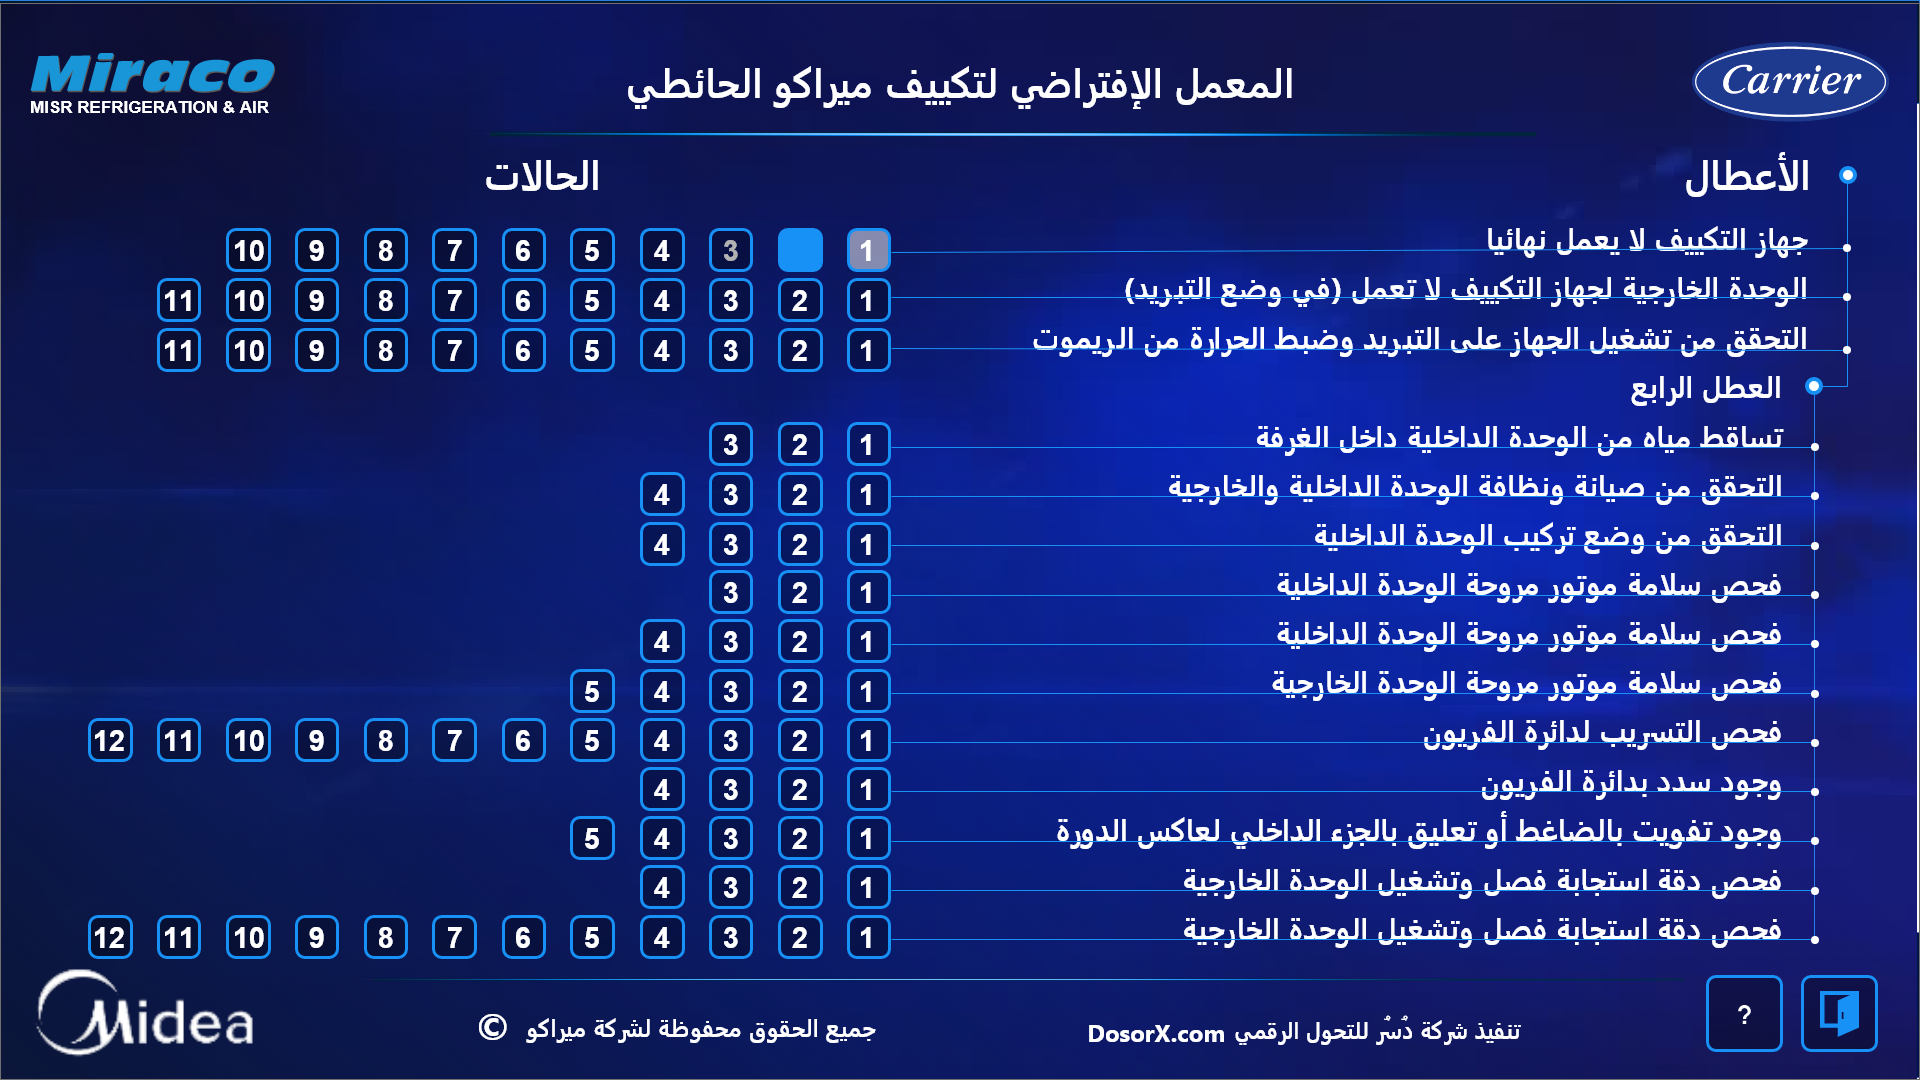 Miraco
MISR REFRIGERATION & AIR
المعمل الإفتراضي لتكييف ميراكو الحائطي
Carrier
الأعطال
الحالات
جهاز التكييف لا يعمل نهائيا
1 3 4 5 6 7 8 9 10
الوحدة الخارجية لجهاز التكييف لا تعمل (في وضع التبريد)
1 2 3 4 5 6 7 8 9 10 11
التحقق من تشغيل الجهاز على التبريد وضبط الحرارة من الريموت
1 2 3 4 5 6 7 8 9 10 11
العطل الرابع
تساقط مياه من الوحدة الداخلية داخل الغرفة
1 2 3
التحقق من صيانة ونظافة الوحدة الداخلية والخارجية
1 2 3 4
التحقق من وضع تركيب الوحدة الداخلية
1 2 3 4
فحص سلامة موتور مروحة الوحدة الداخلية
1 2 3
فحص سلامة موتور مروحة الوحدة الداخلية
1 2 3 4
فحص سلامة موتور مروحة الوحدة الخارجية
1 2 3 4 5
فحص التسريب لدائرة الفريون
1 2 3 4 5 6 7 8 9 10 11 12
وجود سدد بدائرة الفريون
1 2 3 4
وجود تفويت بالضاغط أو تعليق بالجزء الداخلي لعاكس الدورة
1 2 3 4 5
فحص دقة استجابة فصل وتشغيل الوحدة الخارجية
1 2 3 4
فحص دقة استجابة فصل وتشغيل الوحدة الخارجية
1 2 3 4 5 6 7 8 9 10 11 12
?
تنفيذ شركة دُسُر للتحول الرقمي DosorX.com
جميع الحقوق محفوظة لشركة ميراكو ©
Midea